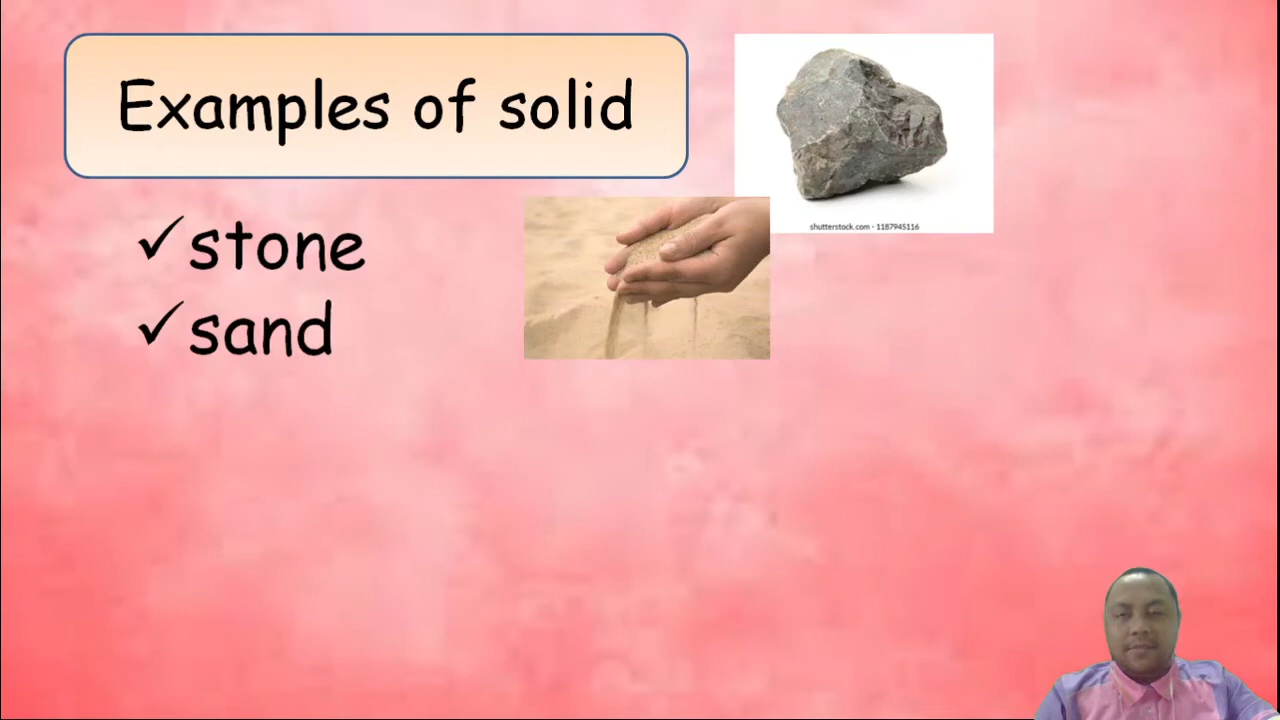 Examples of solid
✓stone
✓sand
shutterstock.com · 1187945116